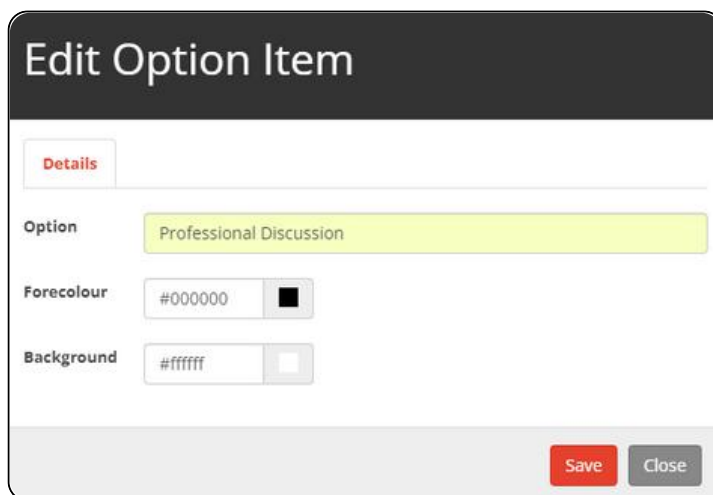 Edit Option Item
Details
Option Professional Discussion
Forecolour #000000
Background #ffffff
Save Close